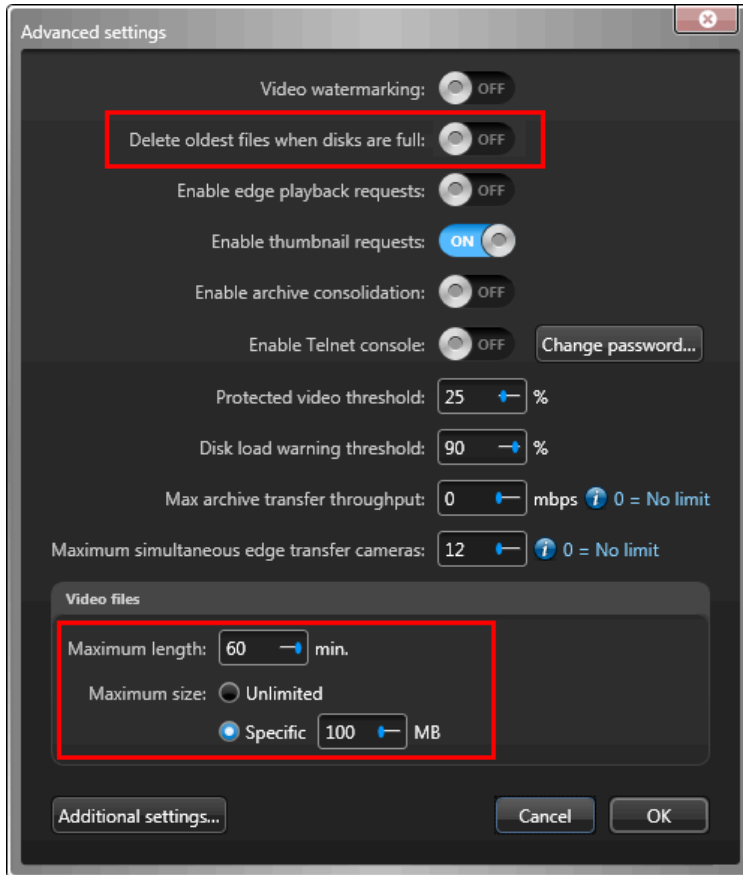 Advanced settings
Video watermarking: OFF
Delete oldest files when disks are full: OFF
Enable edge playback requests: OFF
Enable thumbnail requests: ON
Enable archive consolidation: OFF
Enable Telnet console: OFF Change password...
Protected video threshold: 25 %
Disk load warning threshold: 90 %
Max archive transfer throughput: 0 mbps i 0 = No limit
Maximum simultaneous edge transfer cameras: 12 i 0 = No limit
Video files
Maximum length: 60 min.
Maximum size: Unlimited
Specific 100 MB
Additional settings... Cancel OK